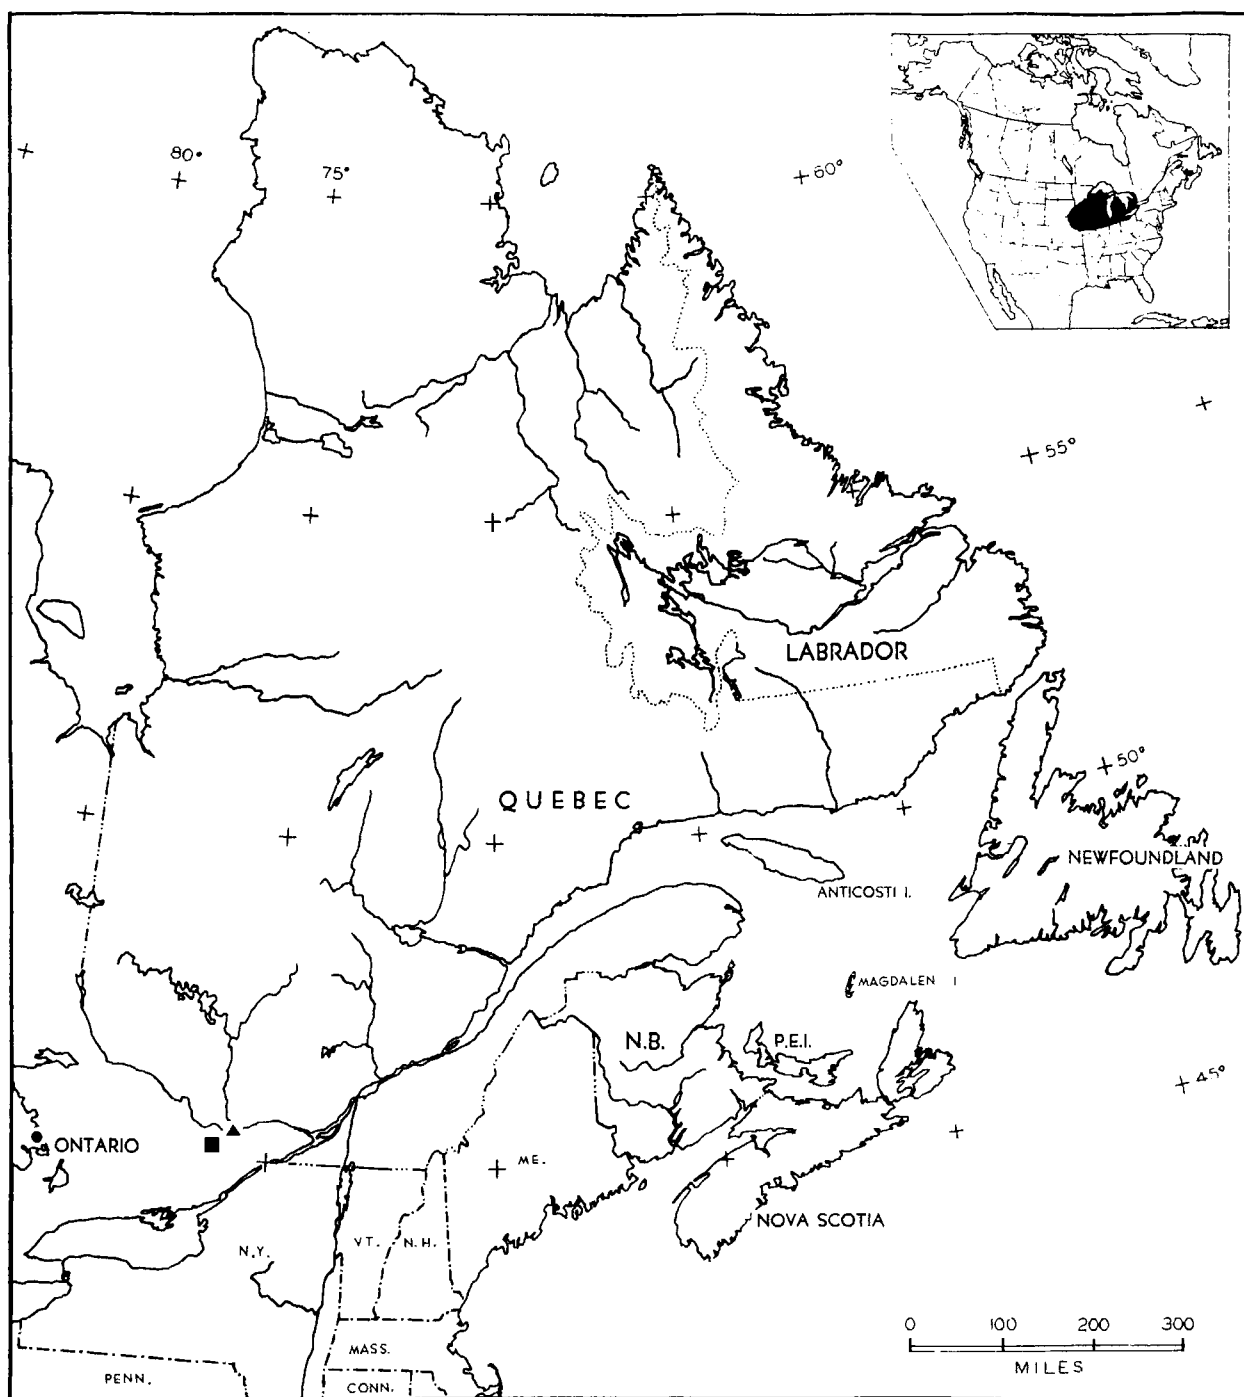 80°
75°
60°
55°
LABRADOR
50°
QUEBEC
NEWFOUNDLAND
ANTICOSTI I.
MAGDALEN I
N.B.
P.E.I.
45°
ONTARIO
ME.
NOVA SCOTIA
N.Y.
VT.
N.H.
0 100 200 300
MILES
MASS.
PENN.
CONN.